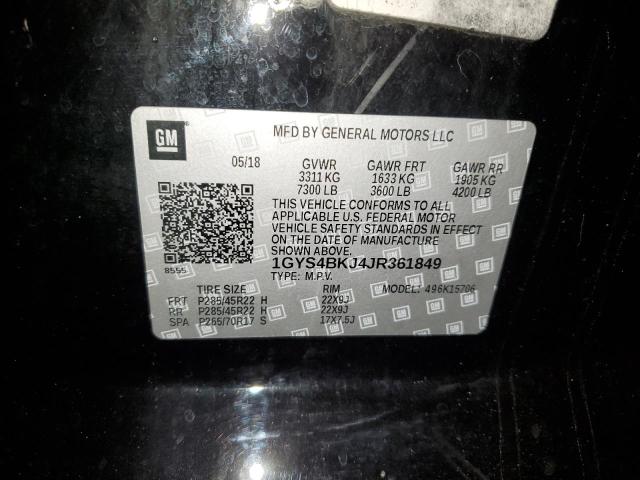 GM
MFD BY GENERAL MOTORS LLC
05/18 GVWR GAWR FRT GAWR RR
3311 KG 1633 KG 1905 KG
7300 LB 3600 LB 4200 LB
THIS VEHICLE CONFORMS TO ALL
APPLICABLE U.S. FEDERAL MOTOR
VEHICLE SAFETY STANDARDS IN EFFECT
ON THE DATE OF MANUFACTURE
SHOWN ABOVE.
8555
1GYS4BKJ4JR361849
TYPE: M.P.V.
TIRE SIZE RIM MODEL: 496K15706
FRT P285/45R22 H 22X9J
RR P285/45R22 H 22X9J
SPA P265/70R17 S 17X7.5J